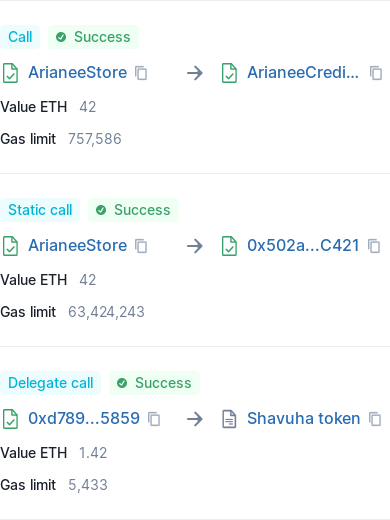 Call Success
ArianeeStore → ArianeeCredi...
Value ETH 42
Gas limit 757,586
Static call Success
ArianeeStore → 0x502a...C421
Value ETH 42
Gas limit 63,424,243
Delegate call Success
0xd789...5859 → Shavuha token
Value ETH 1.42
Gas limit 5,433